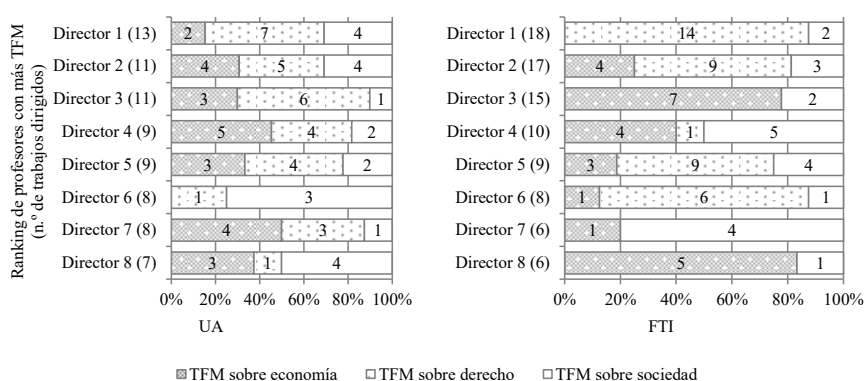 Ranking de profesores con más TFM
(n.º de trabajos dirigidos)
Director 1 (13) 2 7 4
Director 2 (11) 4 5 4
Director 3 (11) 3 6 1
Director 4 (9) 5 4 2
Director 5 (9) 3 4 2
Director 6 (8) 1 3
Director 7 (8) 4 3 1
Director 8 (7) 3 1 4
0% 20% 40% 60% 80% 100%
UA
Director 1 (18) 14 2
Director 2 (17) 4 9 3
Director 3 (15) 7 2
Director 4 (10) 4 1 5
Director 5 (9) 3 9 4
Director 6 (8) 1 6 1
Director 7 (6) 1 4
Director 8 (6) 5 1
0% 20% 40% 60% 80% 100%
FTI
TFM sobre economía TFM sobre derecho TFM sobre sociedad